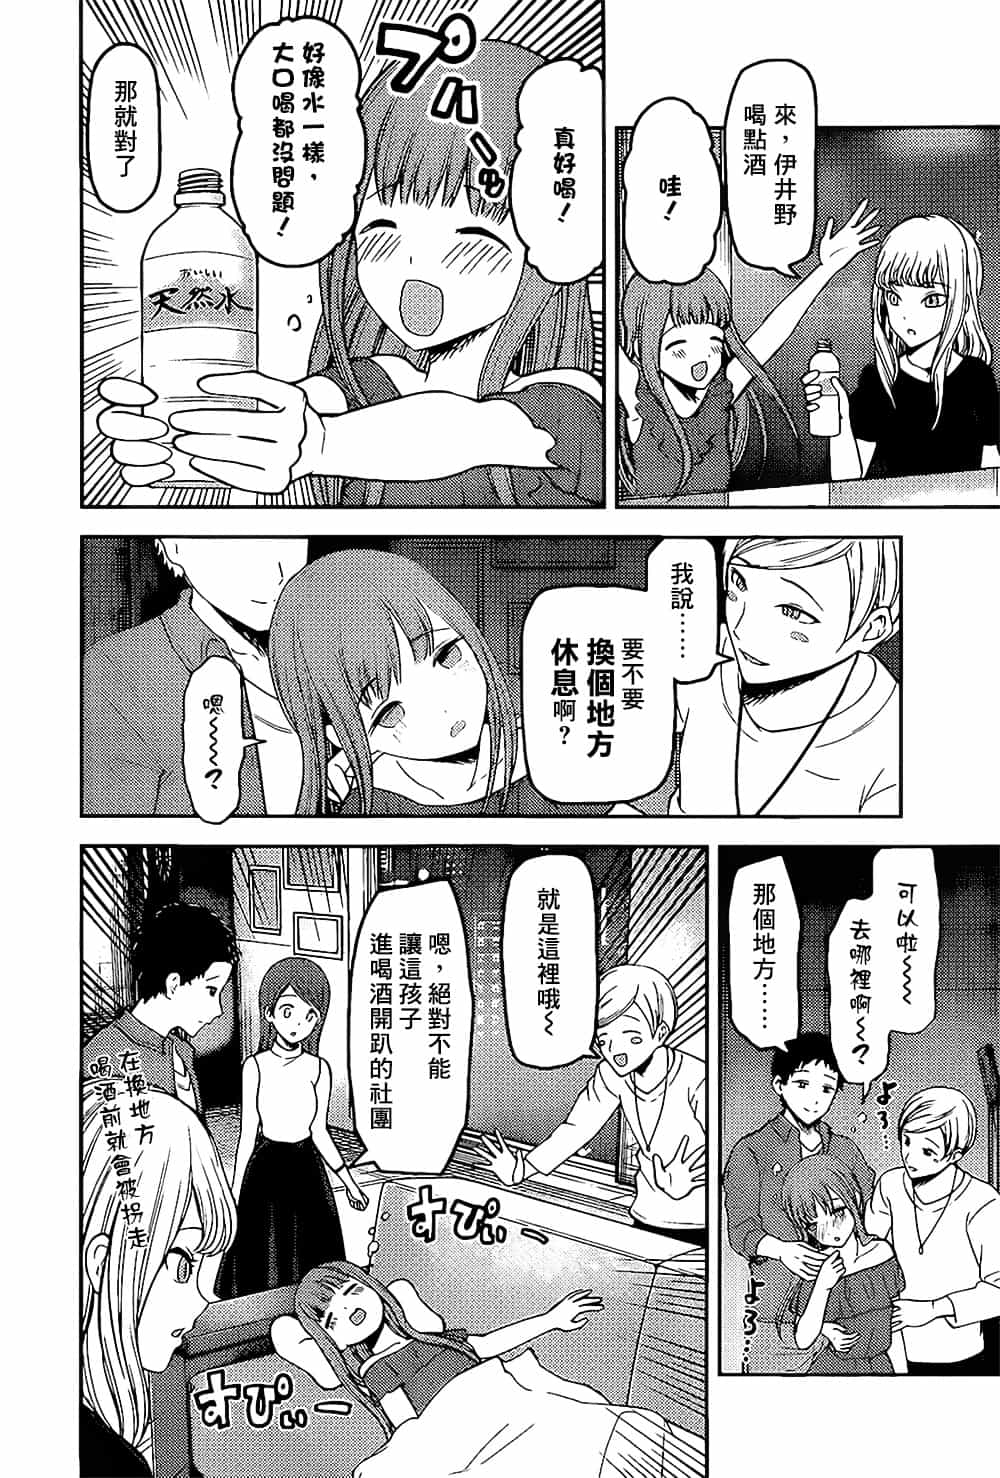 來，伊井野
喝點酒
哇！
真好喝！
プハーッ
好像水一樣，
大口喝都沒問題！
那就對了
おいしい
天然水
我說……
要不要
換個地方
休息啊？
嗯～～？
可以啦～～
去哪裡啊～～？
那個地方……
よろ…
よろ
就是這裡哦～
嗯，絕對不能
讓這孩子
進喝酒開趴的社團
在換地方
喝酒前就會被拐走
すぴぃー
すぴぃー